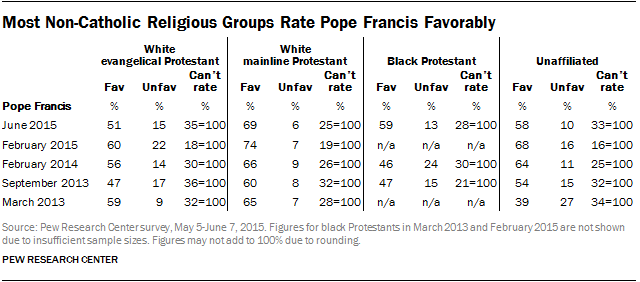 Most Non-Catholic Religious Groups Rate Pope Francis Favorably
White evangelical Protestant White mainline Protestant Black Protestant Unaffiliated
Fav Unfav Can't rate Fav Unfav Can't rate Fav Unfav Can't rate Fav Unfav Can't rate
Pope Francis % % % % % % % % % % % %
June 2015 51 15 35=100 69 6 25=100 59 13 28=100 58 10 33=100
February 2015 60 22 18=100 74 7 19=100 n/a n/a n/a 68 16 16=100
February 2014 56 14 30=100 66 9 26=100 46 24 30=100 64 11 25=100
September 2013 47 17 36=100 60 8 32=100 47 15 21=100 54 15 32=100
March 2013 59 9 32=100 65 7 28=100 n/a n/a n/a 39 27 34=100
Source: Pew Research Center survey, May 5-June 7, 2015. Figures for black Protestants in March 2013 and February 2015 are not shown
due to insufficient sample sizes. Figures may not add to 100% due to rounding.
PEW RESEARCH CENTER